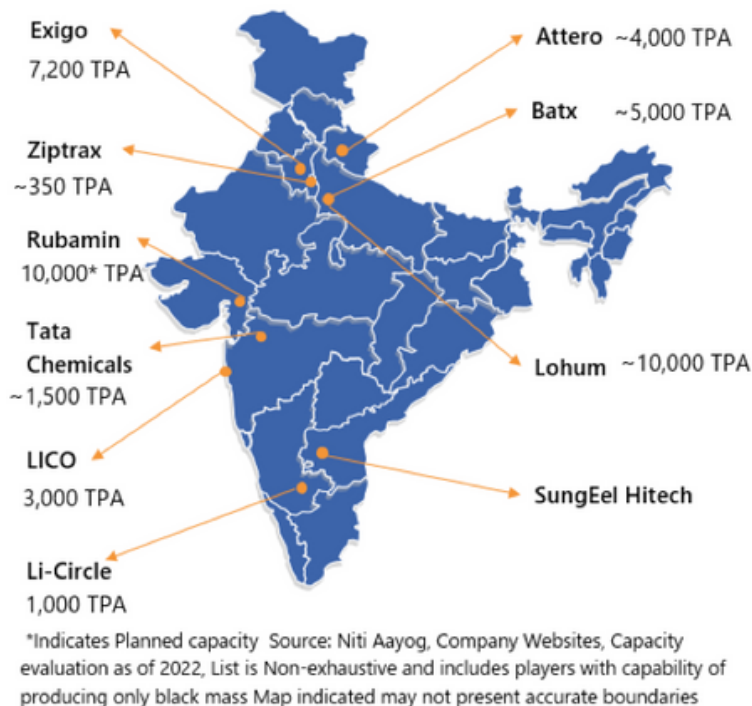 Exigo
7,200 TPA
Ziptrax
~350 TPA
Rubamin
10,000* TPA
Tata
Chemicals
~1,500 TPA
LICO
3,000 TPA
Li-Circle
1,000 TPA
Attero ~4,000 TPA
Batx ~5,000 TPA
Lohum ~10,000 TPA
SungEel Hitech
*Indicates Planned capacity Source: Niti Aayog, Company Websites, Capacity
evaluation as of 2022, List is Non-exhaustive and includes players with capability of
producing only black mass Map indicated may not present accurate boundaries